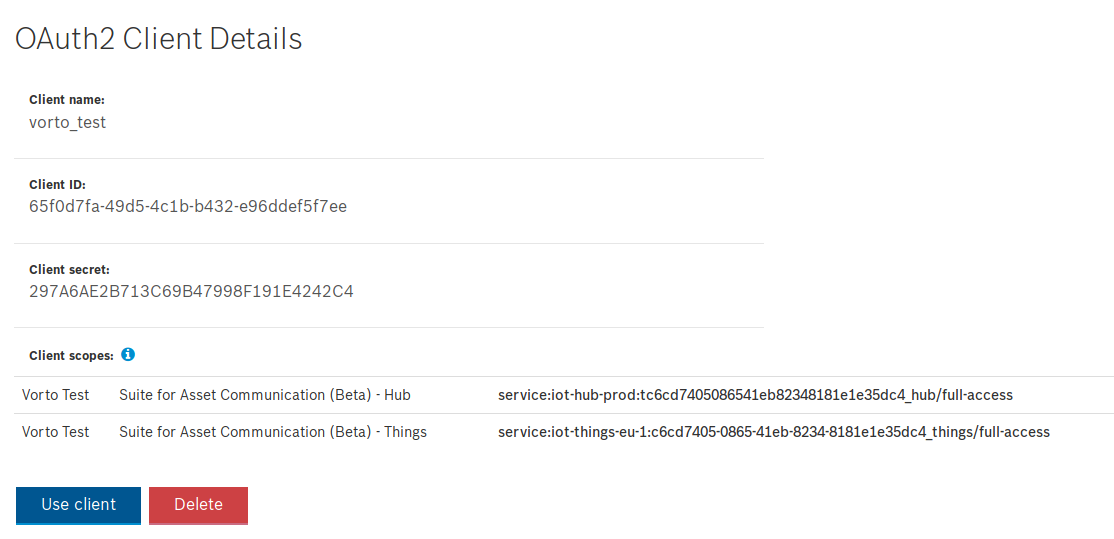 OAuth2 Client Details
Client name:
vorto_test
Client ID:
65f0d7fa-49d5-4c1b-b432-e96ddef5f7ee
Client secret:
297A6AE2B713C69B47998F191E4242C4
Client scopes:
Vorto Test Suite for Asset Communication (Beta) - Hub service:iot-hub-prod:tc6cd7405086541eb82348181e1e35dc4_hub/full-access
Vorto Test Suite for Asset Communication (Beta) - Things service:iot-things-eu-1:c6cd7405-0865-41eb-8234-8181e1e35dc4_things/full-access
Use client Delete